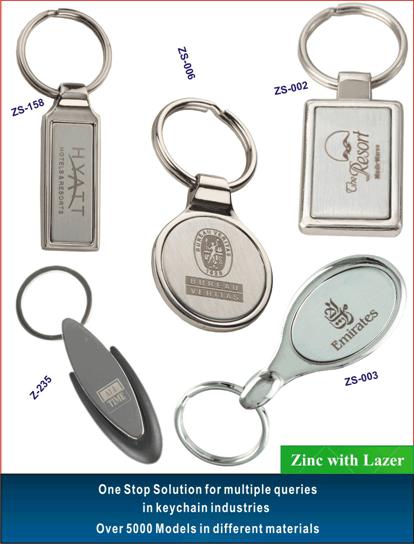 ZS-158
ZS-006
ZS-002
HYATT
HOTELS & RESORTS
The Resort
BUREAU VERITAS
1828
BUREAU
VERITAS
Emirates
Z-235
ALL
TIME
ZS-003
Zinc with Lazer
One Stop Solution for multiple queries
in keychain industries
Over 5000 Models in different materials